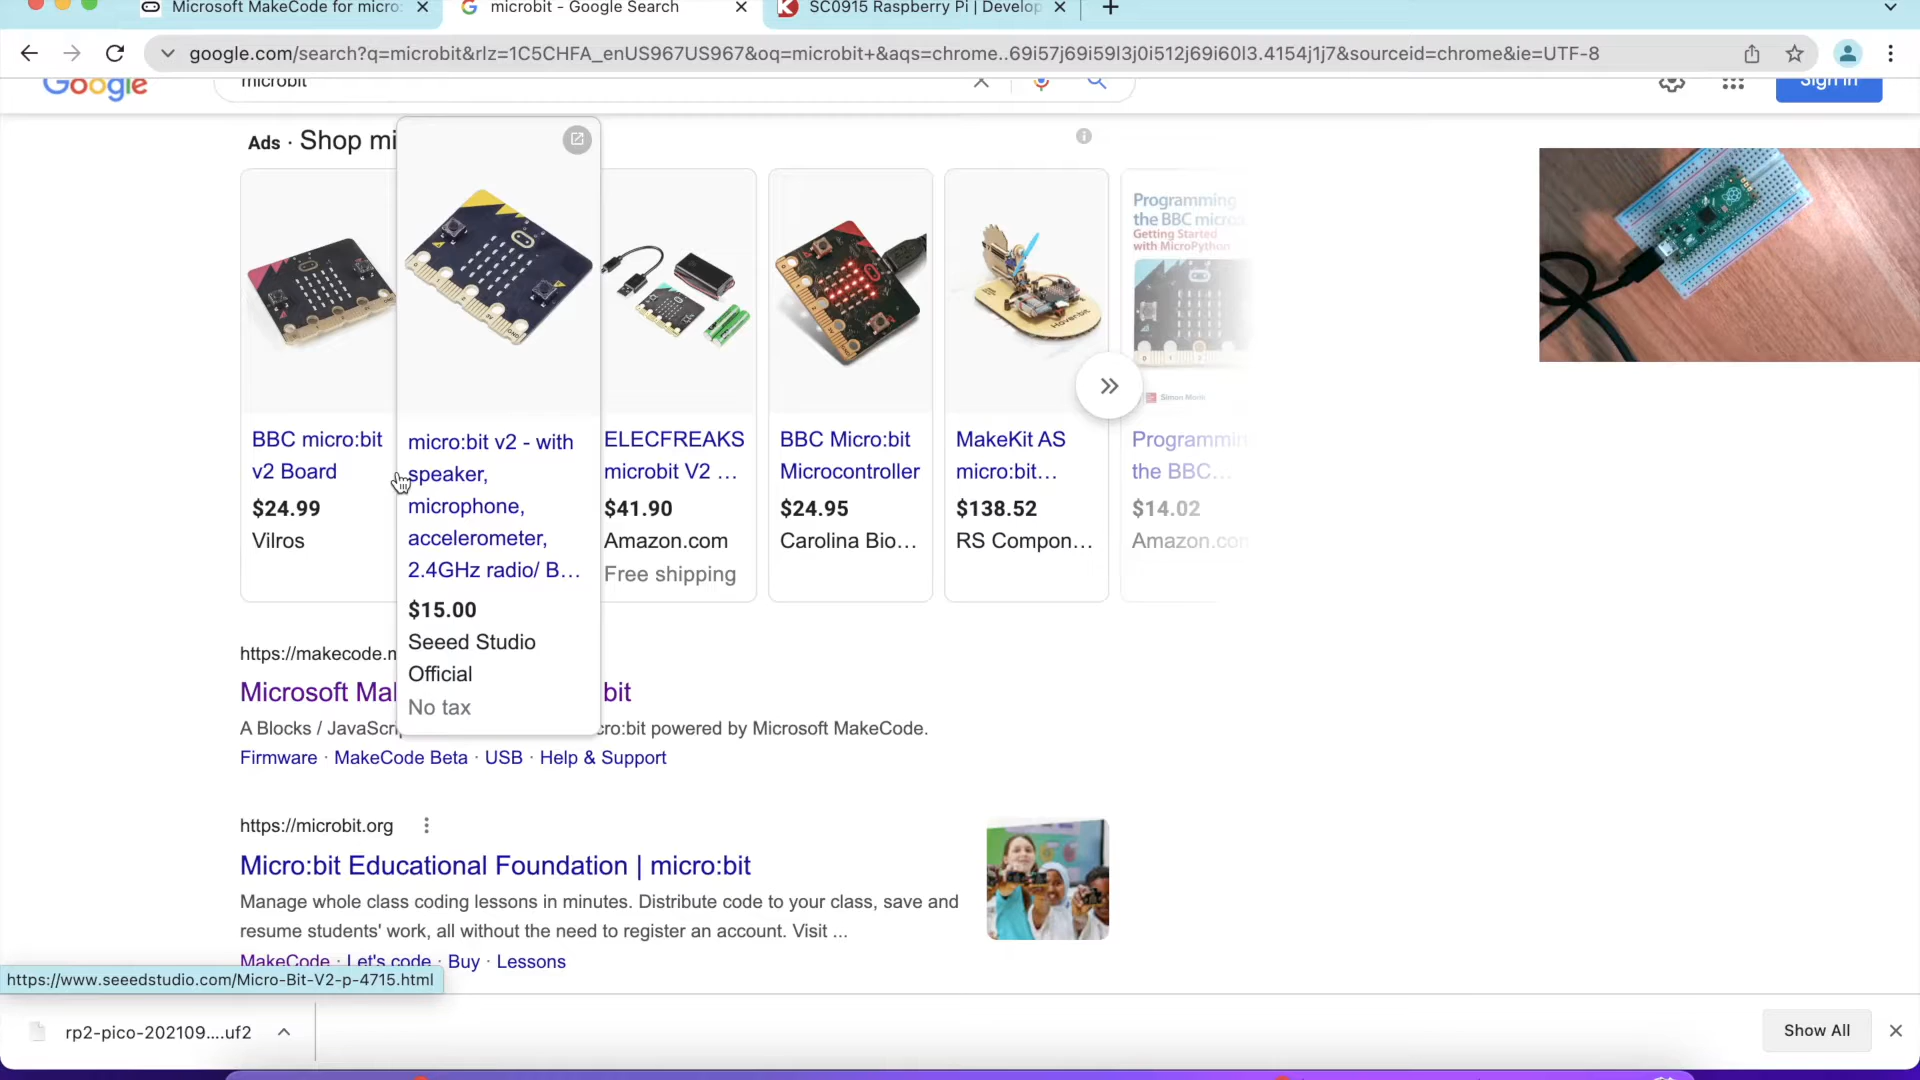 Microsoft MakeCode for micro:
microbit - Google Search
SC0915 Raspberry Pi | Develop
google.com/search?q=microbit&rlz=1C5CHFA_enUS967US967&oq=microbit+&aqs=chrome..69i57j69i59l3j0i512j69i60l3.4154j1j7&sourceid=chrome&ie=UTF-8
Google
microbit
Sign in
Ads · Shop mi
BBC micro:bit
v2 Board
$24.99
Vilros
micro:bit v2 - with
speaker,
microphone,
accelerometer,
2.4GHz radio/ B...
$15.00
Seeed Studio
Official
No tax
ELECFREAKS
microbit V2 ...
$41.90
Amazon.com
Free shipping
BBC Micro:bit
Microcontroller
$24.95
Carolina Bio...
MakeKit AS
micro:bit...
$138.52
RS Compon...
Programming
the BBC micro
Getting Started
with MicroPython
Simon Monk
Programmin
the BBC...
$14.02
Amazon.con
https://makecode.m
Microsoft Mak
bit
A Blocks / JavaScri
cro:bit powered by Microsoft MakeCode.
Firmware · MakeCode Beta · USB · Help & Support
https://microbit.org
Micro:bit Educational Foundation | micro:bit
Manage whole class coding lessons in minutes. Distribute code to your class, save and
resume students' work, all without the need to register an account. Visit ...
MakeCode · Let's code · Buy · Lessons
https://www.seeedstudio.com/Micro-Bit-V2-p-4715.html
rp2-pico-202109....uf2
Show All